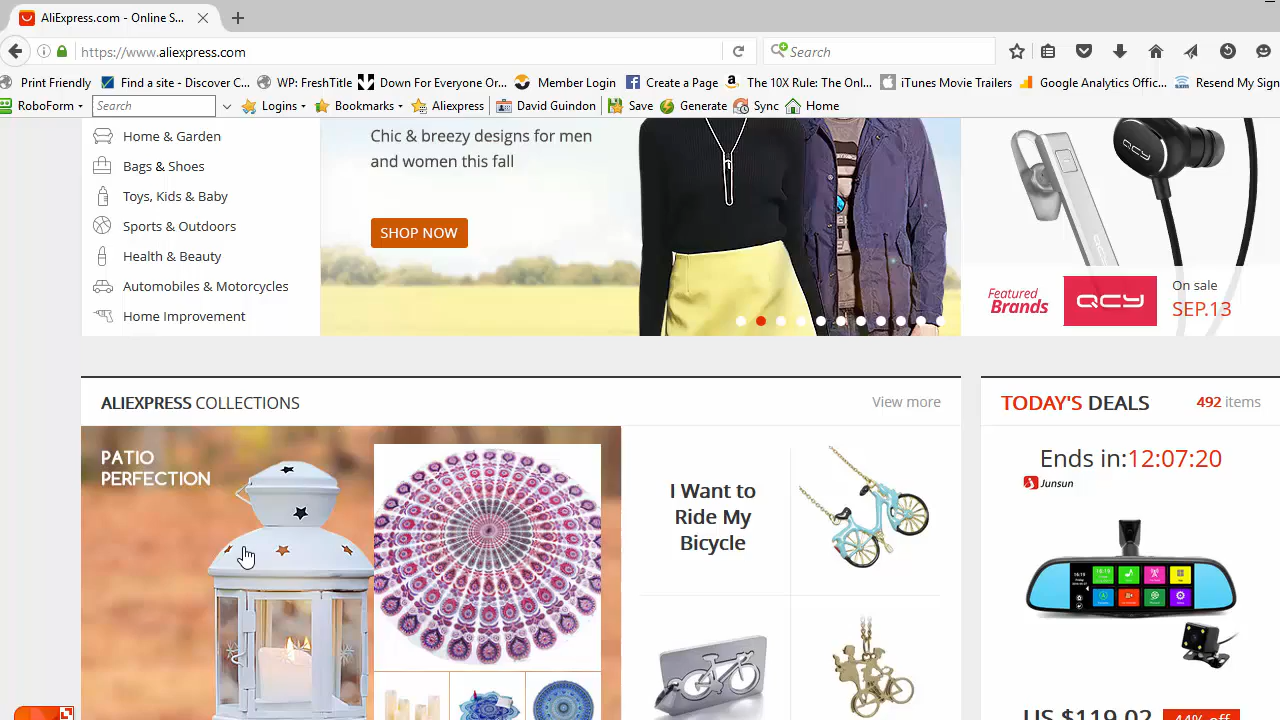 AliExpress.com - Online S...
https://www.aliexpress.com
Search
Print Friendly
Find a site - Discover C...
WP: FreshTitle
Down For Everyone Or...
Member Login
Create a Page
The 10X Rule: The Onl...
iTunes Movie Trailers
Google Analytics Offic...
Resend My Sign
RoboForm
Search
Logins
Bookmarks
Aliexpress
David Guindon
Save
Generate
Sync
Home
Home & Garden
Bags & Shoes
Toys, Kids & Baby
Sports & Outdoors
Health & Beauty
Automobiles & Motorcycles
Home Improvement
Chic & breezy designs for men
and women this fall
SHOP NOW
QCY
QCY
Featured
Brands
QCY
On sale
SEP.13
ALIEXPRESS COLLECTIONS
View more
PATIO
PERFECTION
I Want to
Ride My
Bicycle
TODAY'S DEALS
492 items
Ends in:12:07:20
Junsun
16:19
US $119.02
44% off